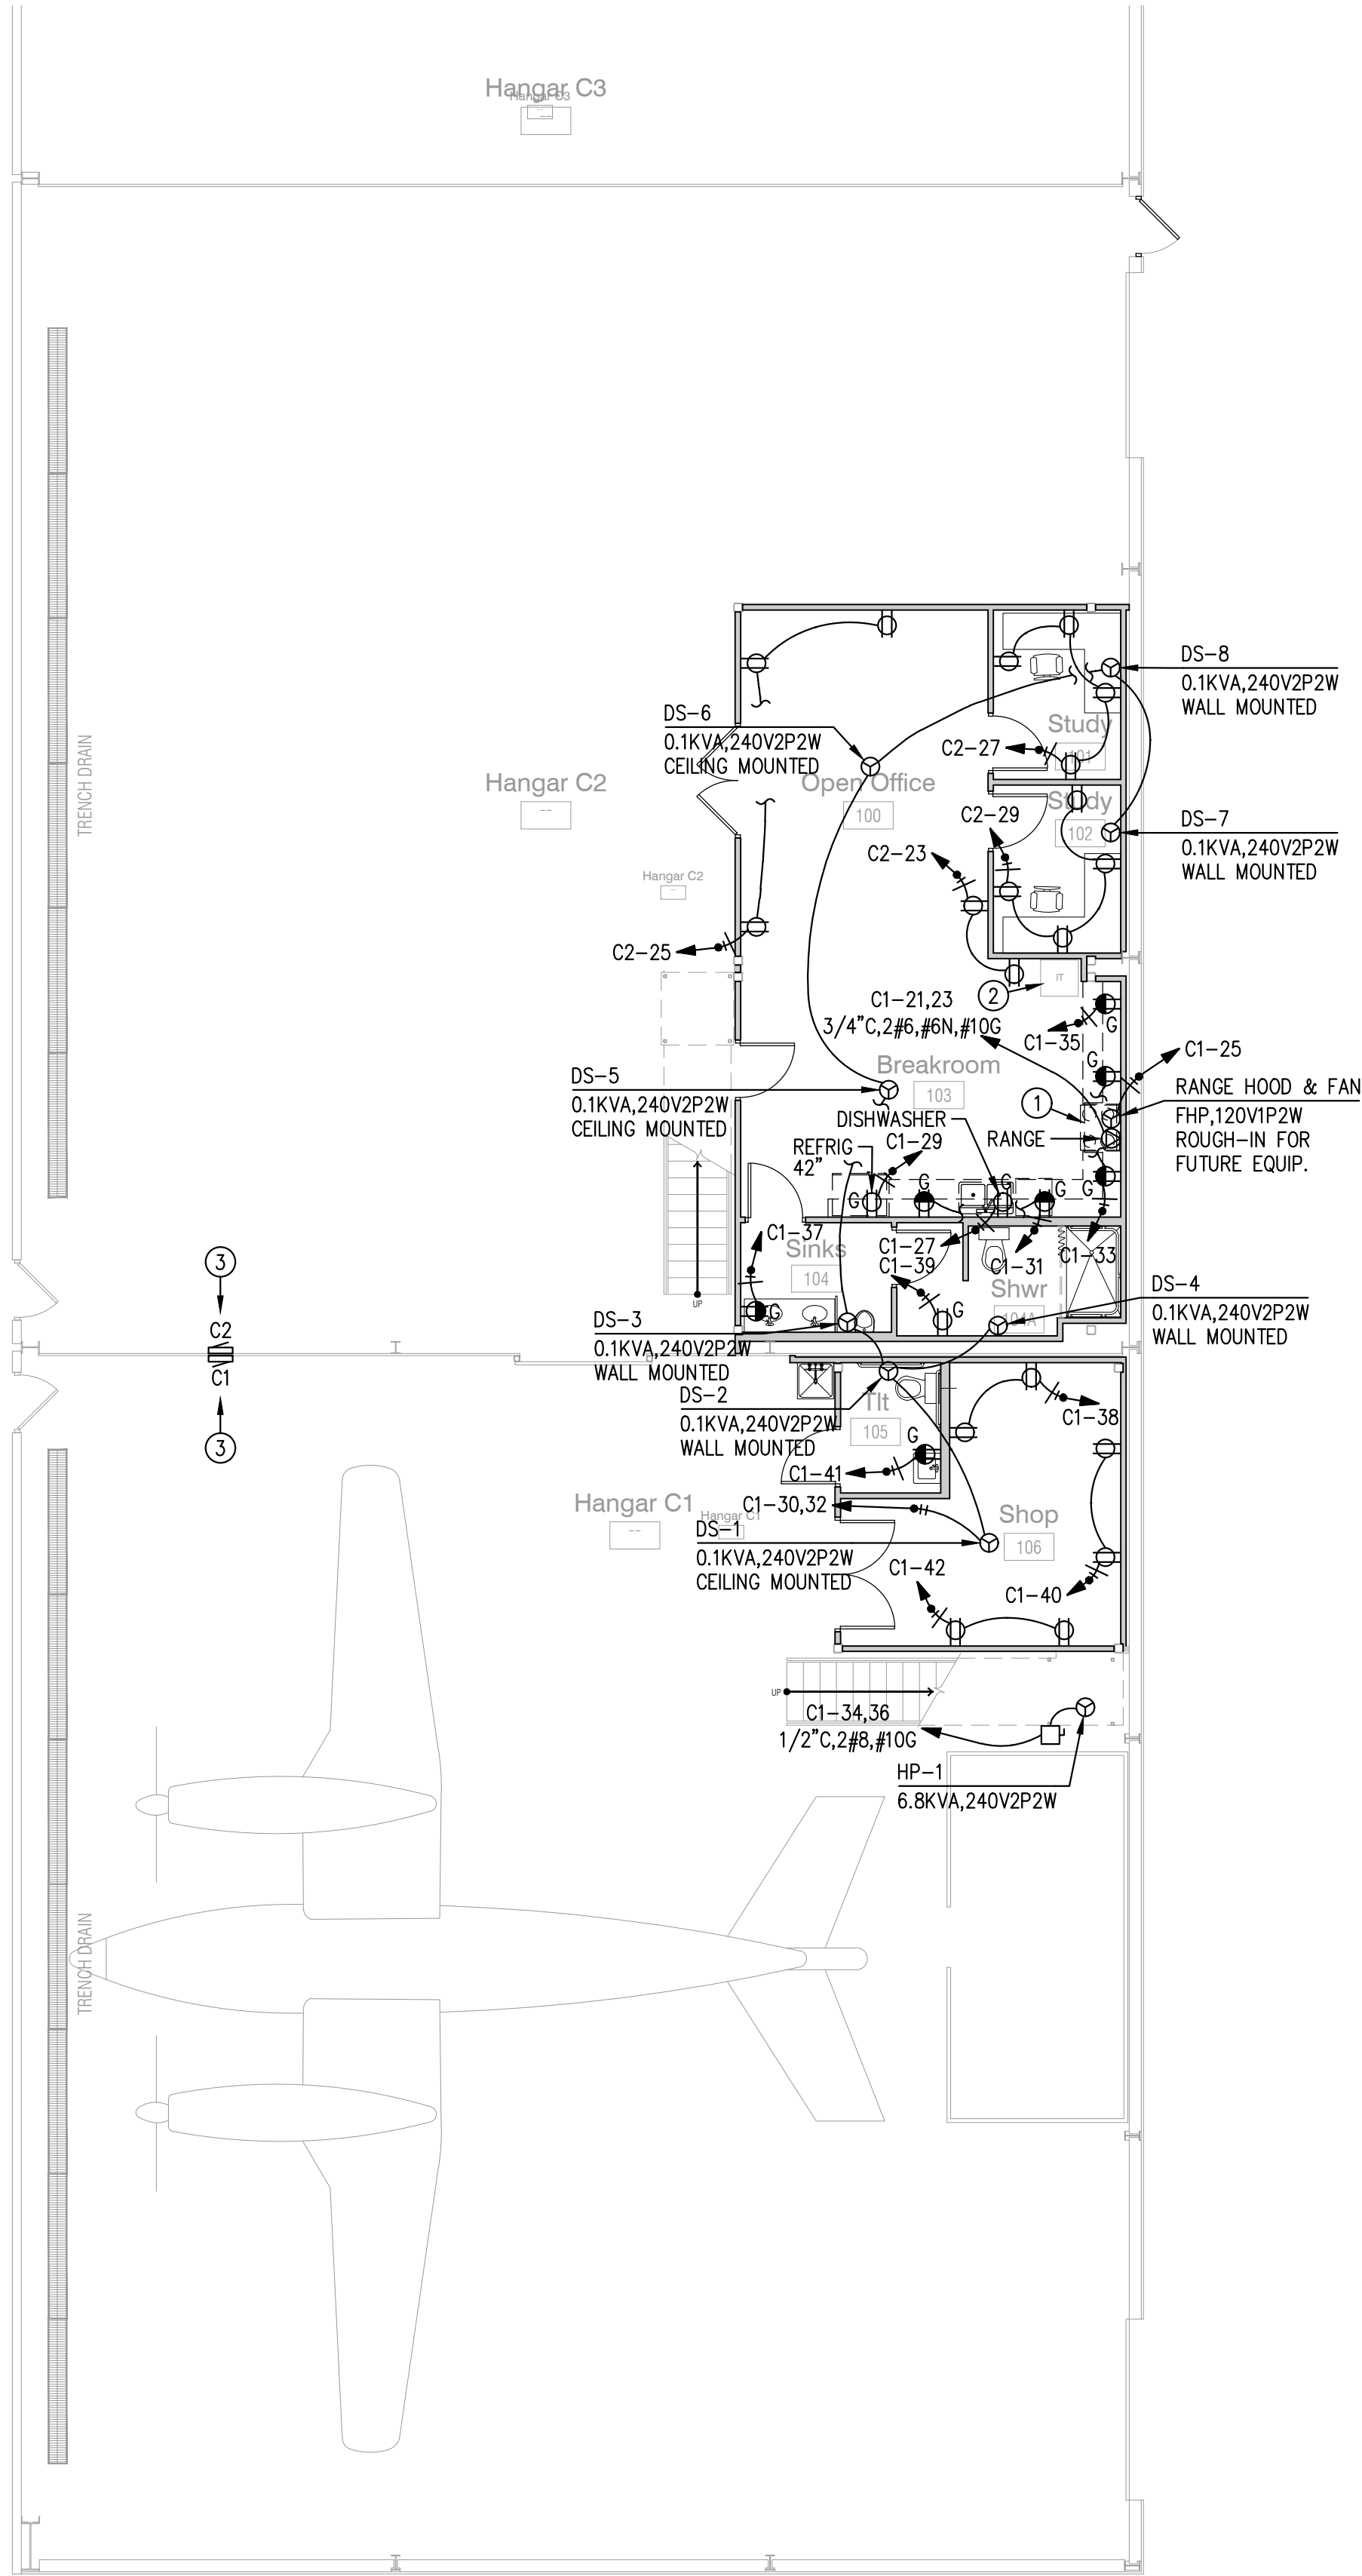 Hangar C3
Hangar C3
--
DS-8
0.1KVA,240V2P2W
WALL MOUNTED
DS-6
0.1KVA,240V2P2W
CEILING MOUNTED
Study
101
C2-27
TRENCH DRAIN
Hangar C2
--
Open Office
100
Study
102
C2-29
DS-7
0.1KVA,240V2P2W
WALL MOUNTED
C2-23
Hangar C2
--
C2-25
IT
2
C1-21,23
3/4"C,2#6,#6N,#10G
C1-35
G
C1-25
Breakroom
103
G
DS-5
0.1KVA,240V2P2W
CEILING MOUNTED
1
RANGE HOOD & FAN
FHP,120V1P2W
ROUGH-IN FOR
FUTURE EQUIP.
DISHWASHER
RANGE
REFRIG
42"
C1-29
G
G
G
G
G
C1-37
C1-27
C1-31
C1-33
Sinks
104
C1-39
Shwr
104A
G
G
UP
DS-4
0.1KVA,240V2P2W
WALL MOUNTED
DS-3
0.1KVA,240V2P2W
WALL MOUNTED
3
C2
C1
3
DS-2
0.1KVA,240V2P2W
WALL MOUNTED
Tlt
105
G
C1-38
C1-41
Hangar C1
--
Hangar C1
C1-30,32
DS-1
0.1KVA,240V2P2W
CEILING MOUNTED
Shop
106
C1-42
C1-40
UP
C1-34,36
1/2"C,2#8,#10G
HP-1
6.8KVA,240V2P2W
TRENCH DRAIN